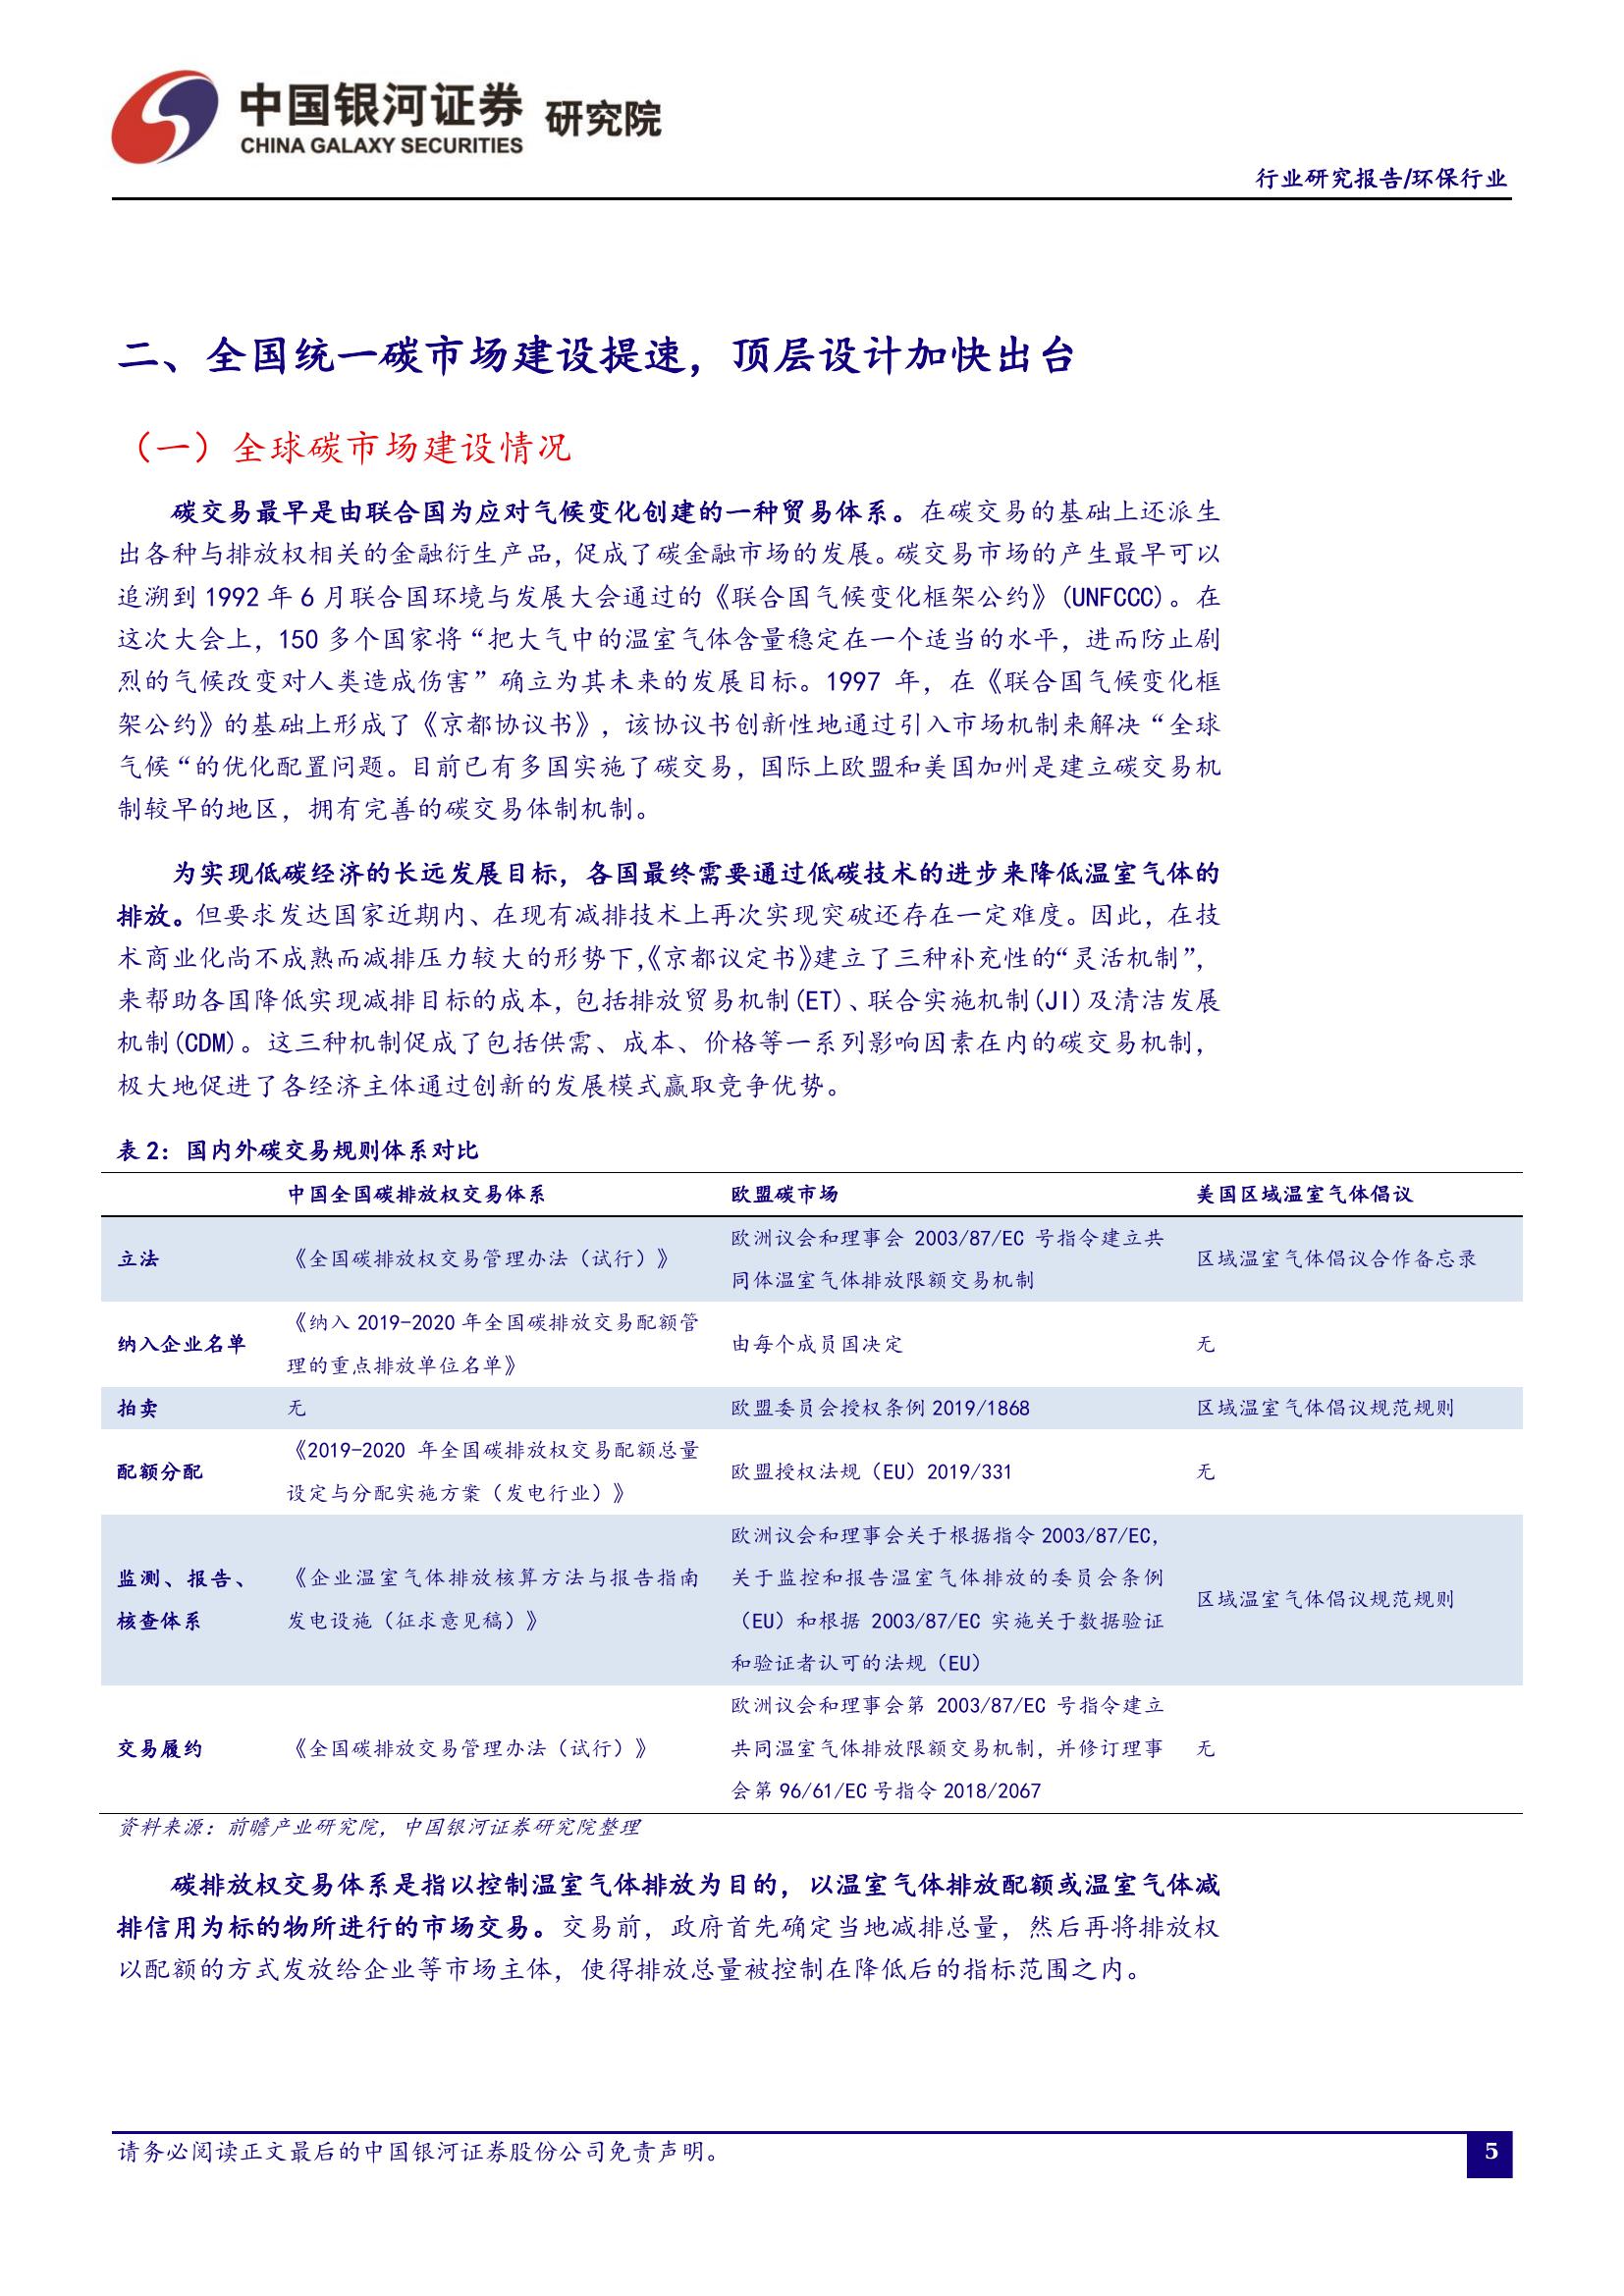 中国银河证券 研究院
CHINA GALAXY SECURITIES
行业研究报告/环保行业
二、全国统一碳市场建设提速，顶层设计加快出台
（一）全球碳市场建设情况
碳交易最早是由联合国为应对气候变化创建的一种贸易体系。在碳交易的基础上还派生
出各种与排放权相关的金融衍生产品，促成了碳金融市场的发展。碳交易市场的产生最早可以
追溯到 1992 年 6 月联合国环境与发展大会通过的《联合国气候变化框架公约》(UNFCCC)。在
这次大会上，150 多个国家将“把大气中的温室气体含量稳定在一个适当的水平，进而防止剧
烈的气候改变对人类造成伤害”确立为其未来的发展目标。1997 年，在《联合国气候变化框
架公约》的基础上形成了《京都协议书》，该协议书创新性地通过引入市场机制来解决“全球
气候“的优化配置问题。目前已有多国实施了碳交易，国际上欧盟和美国加州是建立碳交易机
制较早的地区，拥有完善的碳交易体制机制。
为实现低碳经济的长远发展目标，各国最终需要通过低碳技术的进步来降低温室气体的
排放。但要求发达国家近期内、在现有减排技术上再次实现突破还存在一定难度。因此，在技
术商业化尚不成熟而减排压力较大的形势下,《京都议定书》建立了三种补充性的“灵活机制”，
来帮助各国降低实现减排目标的成本，包括排放贸易机制(ET)、联合实施机制(JI)及清洁发展
机制(CDM)。这三种机制促成了包括供需、成本、价格等一系列影响因素在内的碳交易机制，
极大地促进了各经济主体通过创新的发展模式赢取竞争优势。
表 2：国内外碳交易规则体系对比
中国全国碳排放权交易体系 欧盟碳市场 美国区域温室气体倡议
立法 《全国碳排放权交易管理办法（试行）》 欧洲议会和理事会 2003/87/EC 号指令建立共 区域温室气体倡议合作备忘录
同体温室气体排放限额交易机制
纳入企业名单 《纳入 2019-2020 年全国碳排放交易配额管 由每个成员国决定 无
理的重点排放单位名单》
拍卖 无 欧盟委员会授权条例 2019/1868 区域温室气体倡议规范规则
配额分配 《2019-2020 年全国碳排放权交易配额总量 欧盟授权法规（EU）2019/331 无
设定与分配实施方案（发电行业）》
监测、报告、 《企业温室气体排放核算方法与报告指南 欧洲议会和理事会关于根据指令 2003/87/EC， 区域温室气体倡议规范规则
核查体系 发电设施（征求意见稿）》 关于监控和报告温室气体排放的委员会条例
（EU）和根据 2003/87/EC 实施关于数据验证
和验证者认可的法规（EU）
交易履约 《全国碳排放交易管理办法（试行）》 欧洲议会和理事会第 2003/87/EC 号指令建立 无
共同温室气体排放限额交易机制，并修订理事
会第 96/61/EC 号指令 2018/2067
资料来源：前瞻产业研究院，中国银河证券研究院整理
碳排放权交易体系是指以控制温室气体排放为目的，以温室气体排放配额或温室气体减
排信用为标的物所进行的市场交易。交易前，政府首先确定当地减排总量，然后再将排放权
以配额的方式发放给企业等市场主体，使得排放总量被控制在降低后的指标范围之内。
请务必阅读正文最后的中国银河证券股份公司免责声明。
5